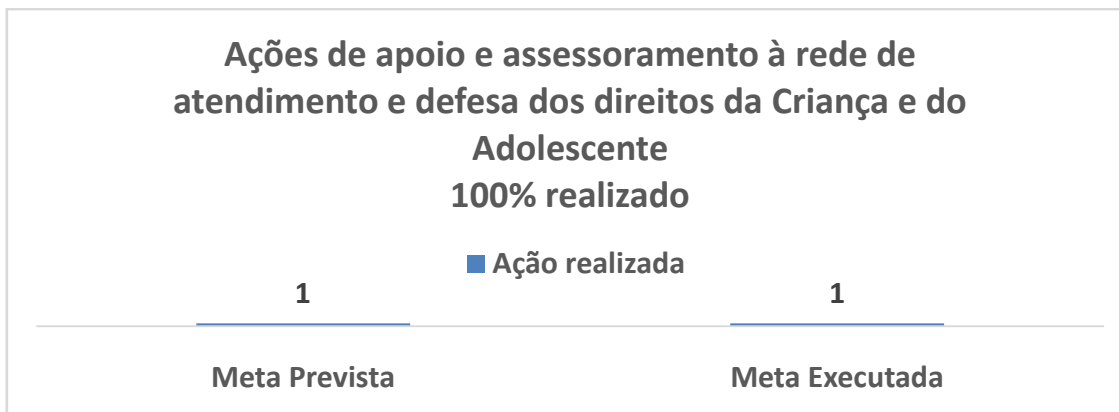 Ações de apoio e assessoramento à rede de
atendimento e defesa dos direitos da Criança e do
Adolescente
100% realizado
Ação realizada
1
1
Meta Prevista
Meta Executada